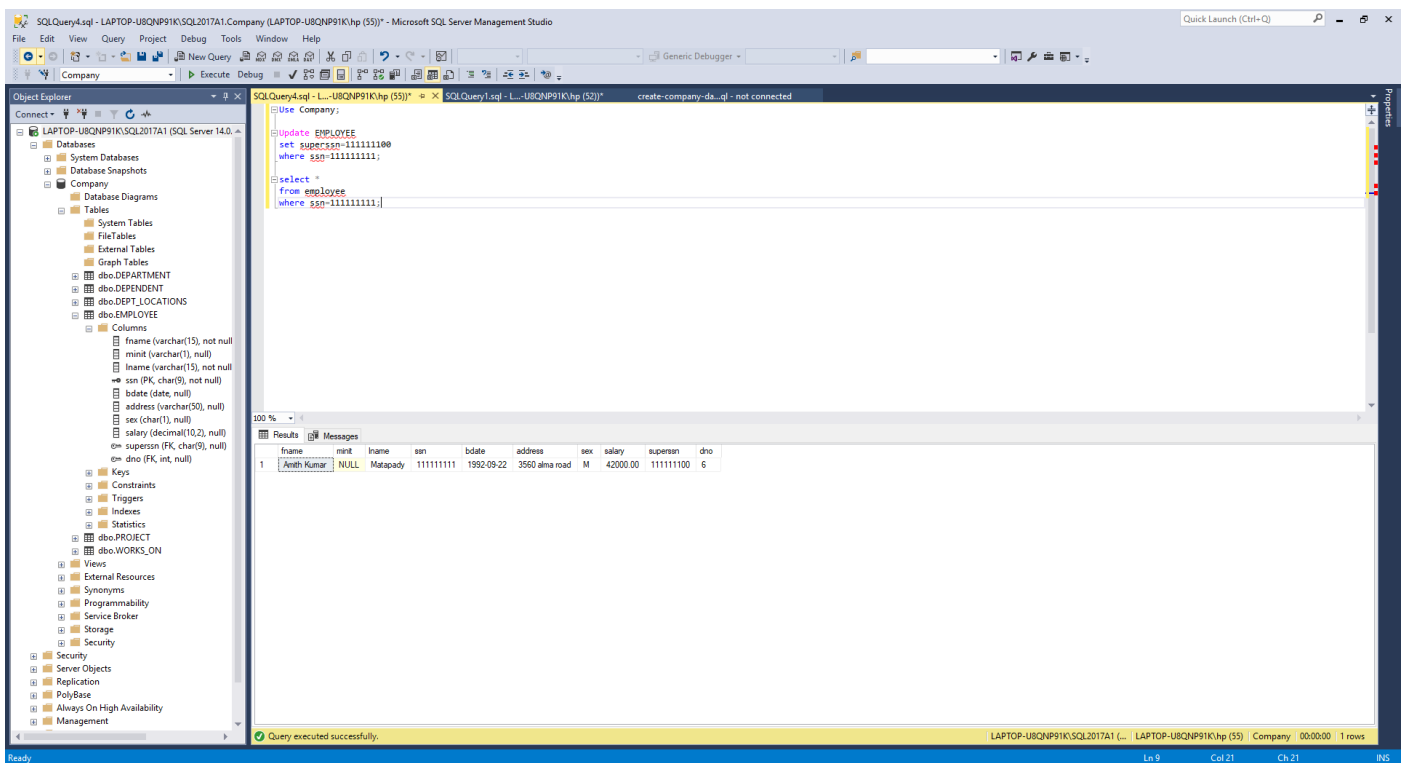 SQLQuery4.sql - LAPTOP-U8QNP91K\SQL2017A1.Company (LAPTOP-U8QNP91K\hp (55))* - Microsoft SQL Server Management Studio
Quick Launch (Ctrl+Q)
File Edit View Query Project Debug Tools Window Help
New Query
Generic Debugger
Company
Execute Debug
Object Explorer
SQLQuery4.sql - L...-U8QNP91K\hp (55))*
SQLQuery1.sql - L...-U8QNP91K\hp (52))*
create-company-da...ql - not connected
Properties
Connect
LAPTOP-U8QNP91K\SQL2017A1 (SQL Server 14.0.
Databases
System Databases
Database Snapshots
Company
Database Diagrams
Tables
System Tables
FileTables
External Tables
Graph Tables
dbo.DEPARTMENT
dbo.DEPENDENT
dbo.DEPT_LOCATIONS
dbo.EMPLOYEE
Columns
fname (varchar(15), not null
minit (varchar(1), null)
lname (varchar(15), not null
ssn (PK, char(9), not null)
bdate (date, null)
address (varchar(50), null)
sex (char(1), null)
salary (decimal(10,2), null)
superssn (FK, char(9), null)
dno (FK, int, null)
Keys
Constraints
Triggers
Indexes
Statistics
dbo.PROJECT
dbo.WORKS_ON
Views
External Resources
Synonyms
Programmability
Service Broker
Storage
Security
Security
Server Objects
Replication
PolyBase
Always On High Availability
Management
Use Company;
Update EMPLOYEE
set superssn=111111100
where ssn=111111111;
select *
from employee
where ssn=111111111;
100 %
Results Messages
fname minit lname ssn bdate address sex salary superssn dno
1 Amith Kumar NULL Matapady 111111111 1992-09-22 3560 alma road M 42000.00 111111100 6
Query executed successfully.
LAPTOP-U8QNP91K\SQL2017A1 (... LAPTOP-U8QNP91K\hp (55) Company 00:00:00 1 rows
Ready
Ln 9 Col 21 Ch 21 INS